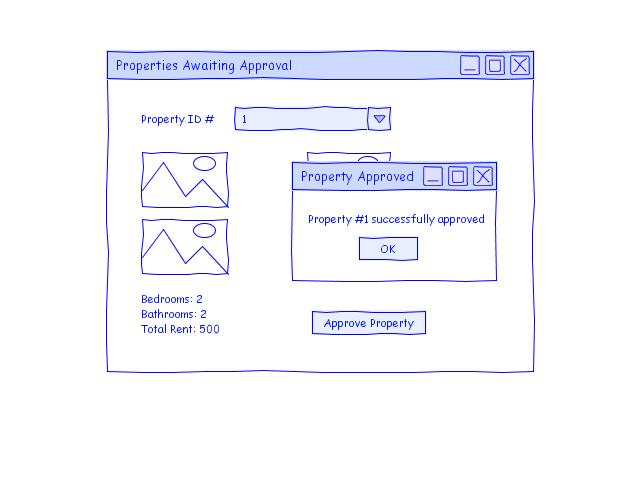 Properties Awaiting Approval
Property ID #
1
Property Approved
Property #1 successfully approved
OK
Bedrooms: 2
Bathrooms: 2
Total Rent: 500
Approve Property